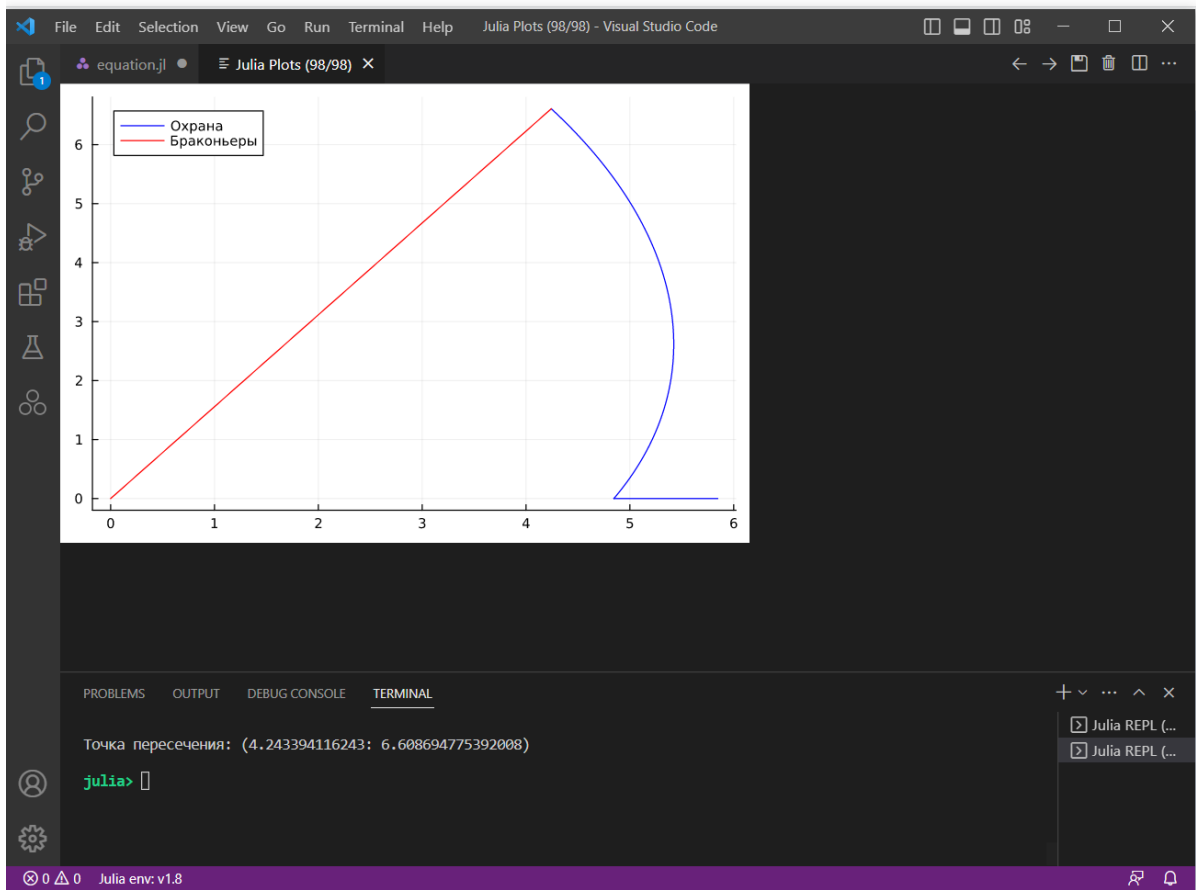 File Edit Selection View Go Run Terminal Help Julia Plots (98/98) - Visual Studio Code
equation.jl Julia Plots (98/98)
1
Охрана
Браконьеры
6
5
4
3
2
1
0
0 1 2 3 4 5 6
PROBLEMS OUTPUT DEBUG CONSOLE TERMINAL
Точка пересечения: (4.243394116243: 6.608694775392008)
julia>
Julia REPL (...
Julia REPL (...
0 0 Julia env: v1.8